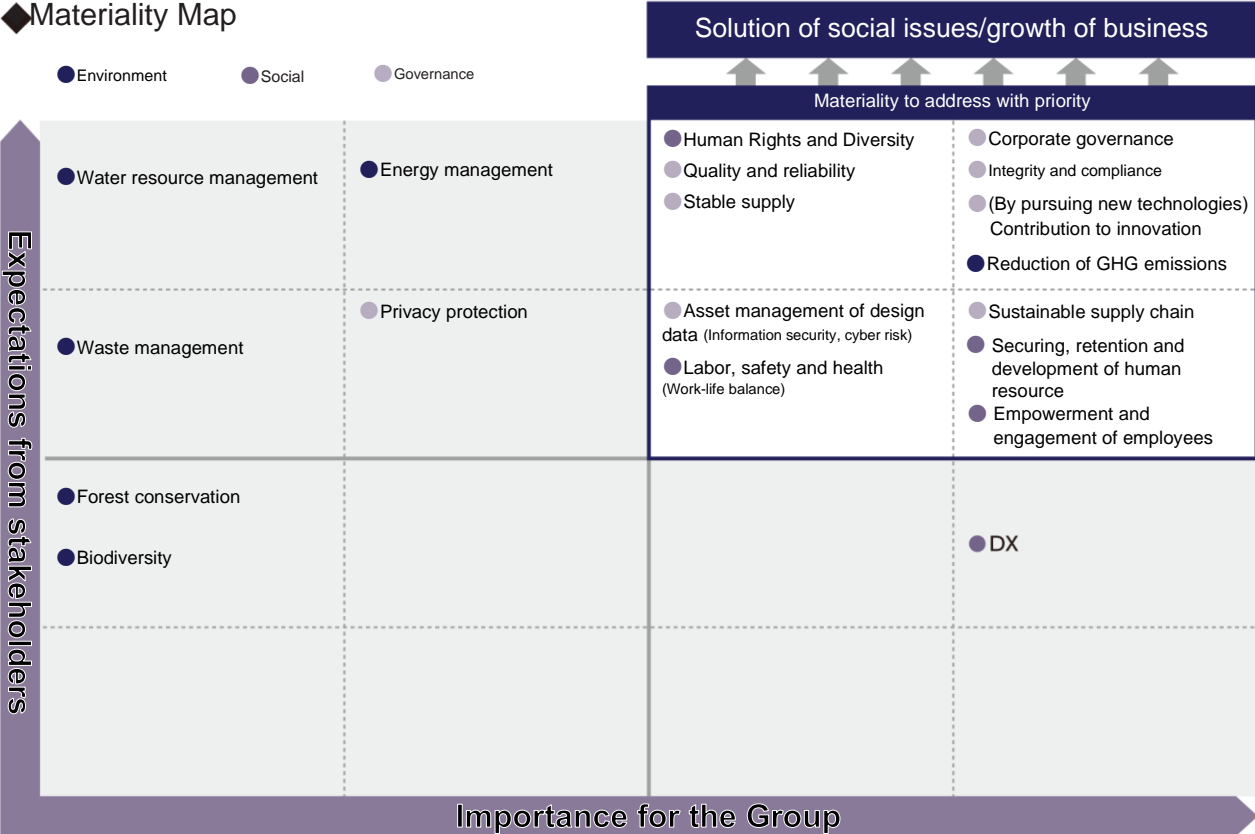 Materiality Map
Solution of social issues/growth of business
Environment
Social
Governance
Materiality to address with priority
Water resource management
Energy management
Human Rights and Diversity
Quality and reliability
Stable supply
Corporate governance
Integrity and compliance
(By pursuing new technologies)
Contribution to innovation
Reduction of GHG emissions
Waste management
Privacy protection
Asset management of design
data (Information security, cyber risk)
Labor, safety and health
(Work-life balance)
Sustainable supply chain
Securing, retention and
development of human
resource
Empowerment and
engagement of employees
Forest conservation
Biodiversity
DX
Expectations from stakeholders
Importance for the Group